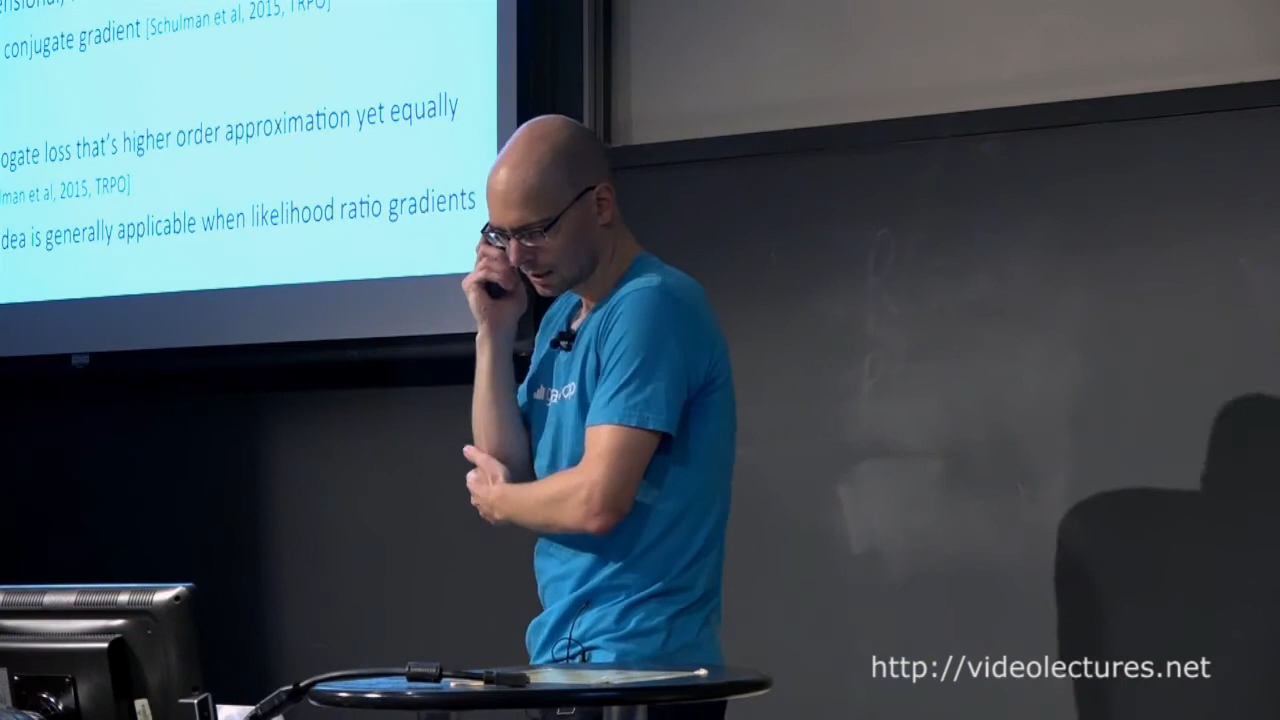 conjugate gradient [Schulman et al, 2015, TRPO]
ogate loss that's higher order approximation yet equally
lman et al, 2015, TRPO]
dea is generally applicable when likelihood ratio gradients
http://videolectures.net